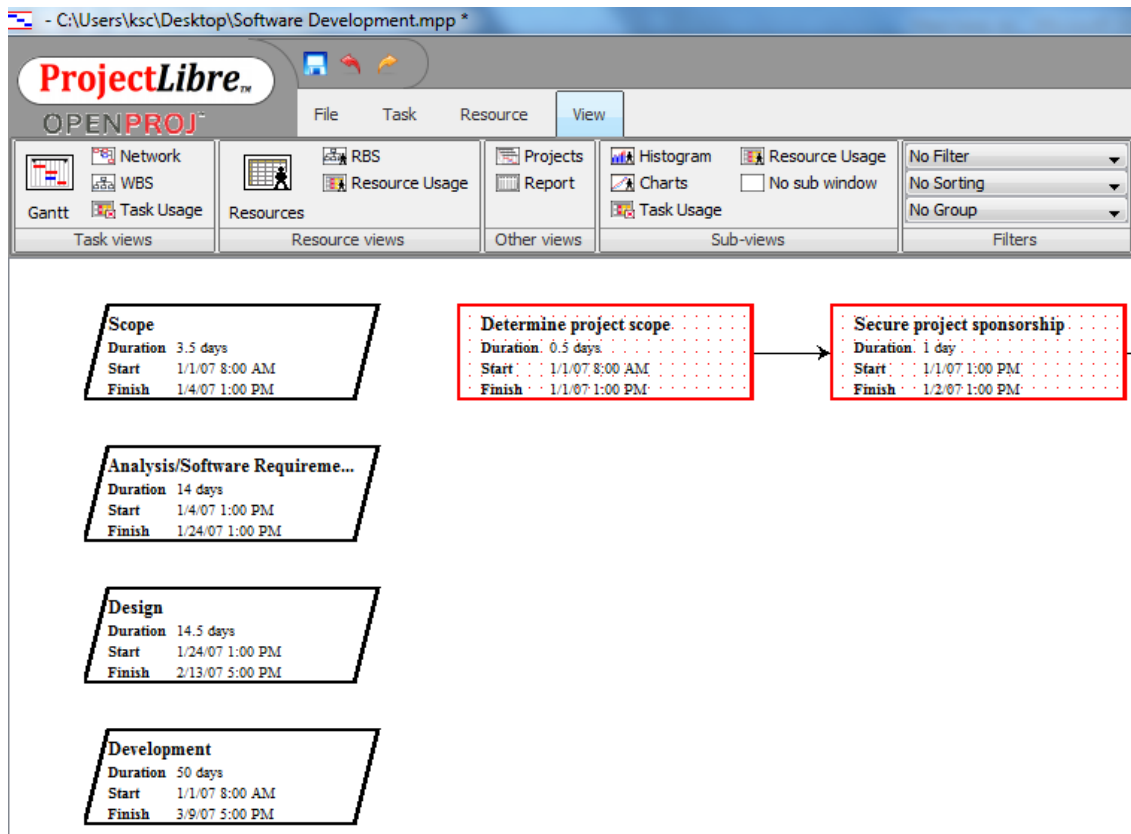 - C:\Users\ksc\Desktop\Software Development.mpp *
ProjectLibre TM
OPENPROJ
File Task Resource View
Network
WBS
Gantt Task Usage
Task views
RBS
Resource Usage
Resources
Resource views
Projects
Report
Other views
Histogram Resource Usage
Charts No sub window
Task Usage
Sub-views
No Filter
No Sorting
No Group
Filters
Scope
Duration 3.5 days
Start 1/1/07 8:00 AM
Finish 1/4/07 1:00 PM
Determine project scope
Duration 0.5 days
Start 1/1/07 8:00 AM
Finish 1/1/07 1:00 PM
Secure project sponsorship
Duration 1 day
Start 1/1/07 1:00 PM
Finish 1/2/07 1:00 PM
Analysis/Software Requireme...
Duration 14 days
Start 1/4/07 1:00 PM
Finish 1/24/07 1:00 PM
Design
Duration 14.5 days
Start 1/24/07 1:00 PM
Finish 2/13/07 5:00 PM
Development
Duration 50 days
Start 1/1/07 8:00 AM
Finish 3/9/07 5:00 PM